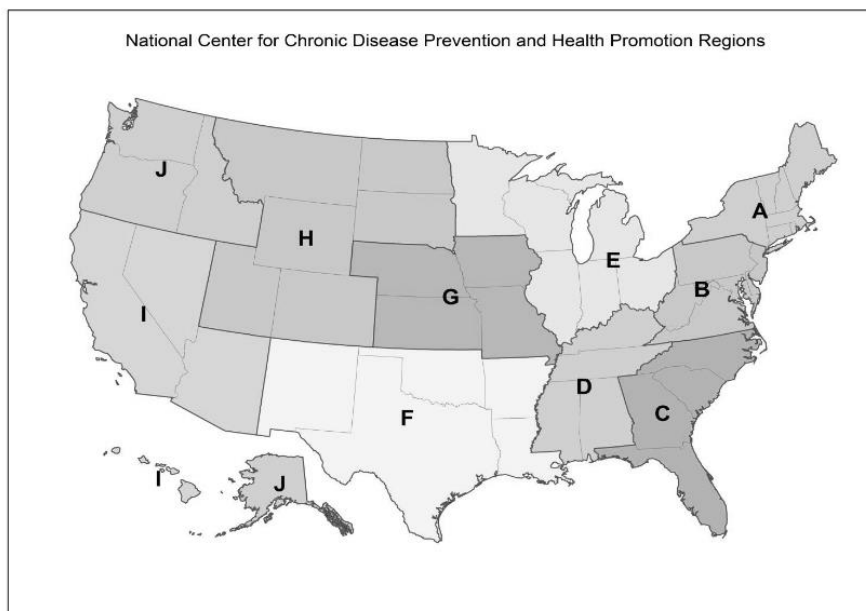 National Center for Chronic Disease Prevention and Health Promotion Regions
J
H
I
G
E
A
B
D
C
F
I
J